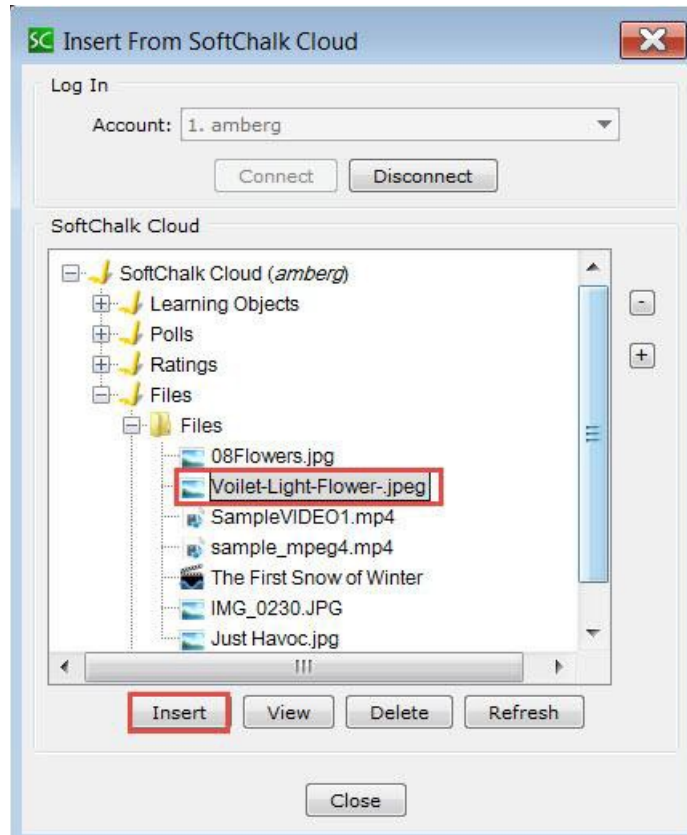 SC Insert From SoftChalk Cloud
Log In
Account: 1. amberg
Connect Disconnect
SoftChalk Cloud
SoftChalk Cloud (amberg)
Learning Objects
Polls
Ratings
Files
Files
08Flowers.jpg
Voilet-Light-Flower-.jpeg
SampleVIDEO1.mp4
sample_mpeg4.mp4
The First Snow of Winter
IMG_0230.JPG
Just Havoc.jpg
Insert View Delete Refresh
Close